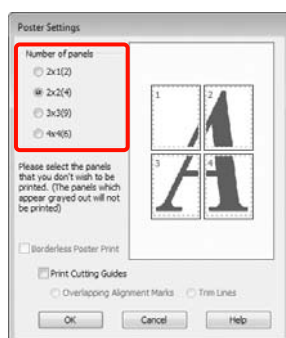 Poster Settings
Number of panels
2x1(2)
2x2(4)
3x3(9)
4x4(6)
1
2
3
4
A
A
Please select the panels
that you don't wish to be
printed. (The panels which
appear grayed out will not
be printed)
Borderless Poster Print
Print Cutting Guides
Overlapping Alignment Marks
Trim Lines
OK
Cancel
Help